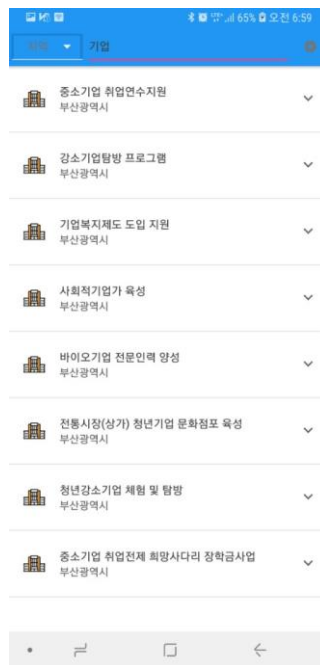 65% 오전 6:59
기업
중소기업 취업연수지원
부산광역시
강소기업탐방 프로그램
부산광역시
기업복지제도 도입 지원
부산광역시
사회적기업가 육성
부산광역시
바이오기업 전문인력 양성
부산광역시
전통시장(상가) 청년기업 문화점포 육성
부산광역시
청년강소기업 체험 및 탐방
부산광역시
중소기업 취업전제 희망사다리 장학금사업
부산광역시